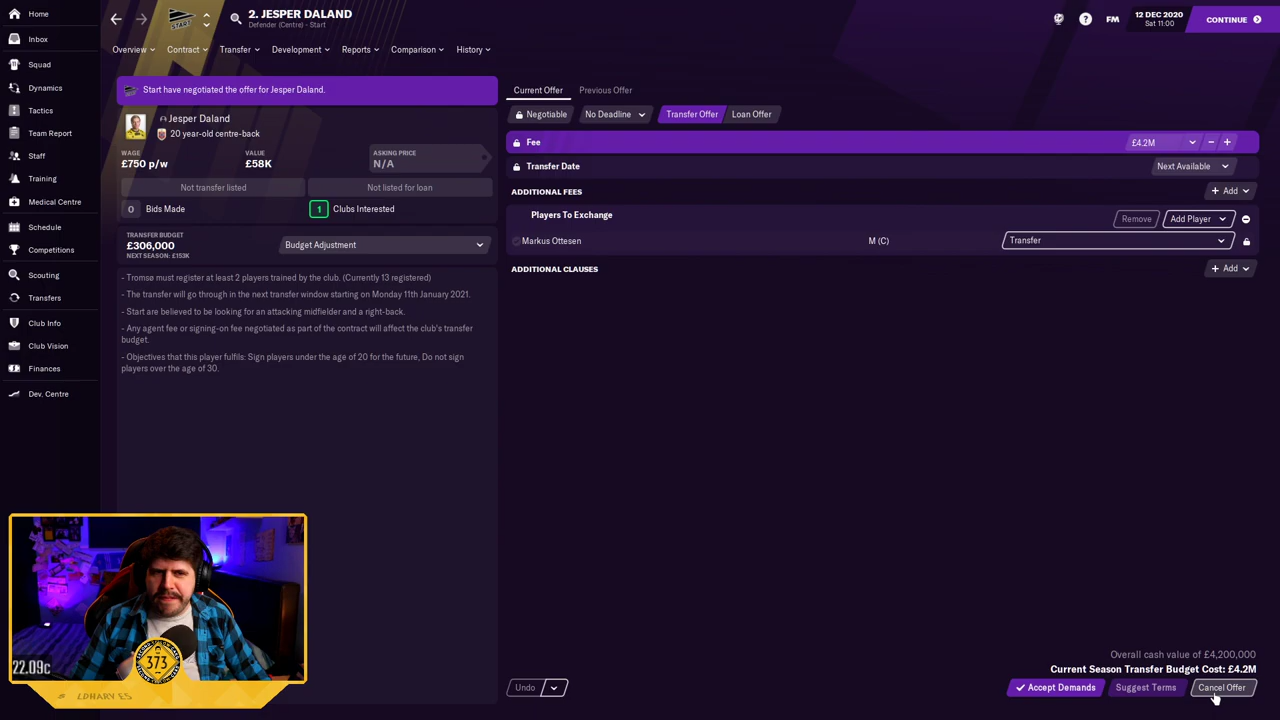 Home
Inbox
Squad
Dynamics
Tactics
Team Report
Staff
Training
Medical Centre
Schedule
Competitions
Scouting
Transfers
Club Info
Club Vision
Finances
Dev. Centre
START
2. JESPER DALAND
Defender (Centre) - Start
? FM
12 DEC 2020
Sat 11:00
CONTINUE
Overview Contract Transfer Development Reports Comparison History
Start have negotiated the offer for Jesper Daland.
Jesper Daland
20 year-old centre-back
WAGE VALUE ASKING PRICE
£750 p/w £58K N/A
Not transfer listed Not listed for loan
0 Bids Made 1 Clubs Interested
TRANSFER BUDGET
£306,000 Budget Adjustment
NEXT SEASON: £153K
- Tromsø must register at least 2 players trained by the club. (Currently 13 registered)
- The transfer will go through in the next transfer window starting on Monday 11th January 2021.
- Start are believed to be looking for an attacking midfielder and a right-back.
- Any agent fee or signing-on fee negotiated as part of the contract will affect the club's transfer
budget.
- Objectives that this player fulfils: Sign players under the age of 20 for the future, Do not sign
players over the age of 30.
Current Offer Previous Offer
Negotiable No Deadline Transfer Offer Loan Offer
Fee £4.2M - +
Transfer Date Next Available
ADDITIONAL FEES + Add
Players To Exchange Remove Add Player
Markus Ottesen M (C) Transfer
ADDITIONAL CLAUSES + Add
Overall cash value of £4,200,000
Current Season Transfer Budget Cost: £4.2M
Undo Accept Demands Suggest Terms Cancel Offer
373
22.09c